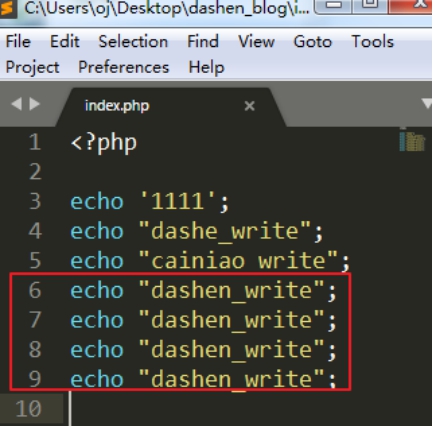 C:\Users\oj\Desktop\dashen_blog\i...
File Edit Selection Find View Goto Tools
Project Preferences Help
index.php
1 <?php
2
3 echo '1111';
4 echo "dashe_write";
5 echo "cainiao write";
6 echo "dashen_write";
7 echo "dashen_write";
8 echo "dashen_write";
9 echo "dashen_write";
10